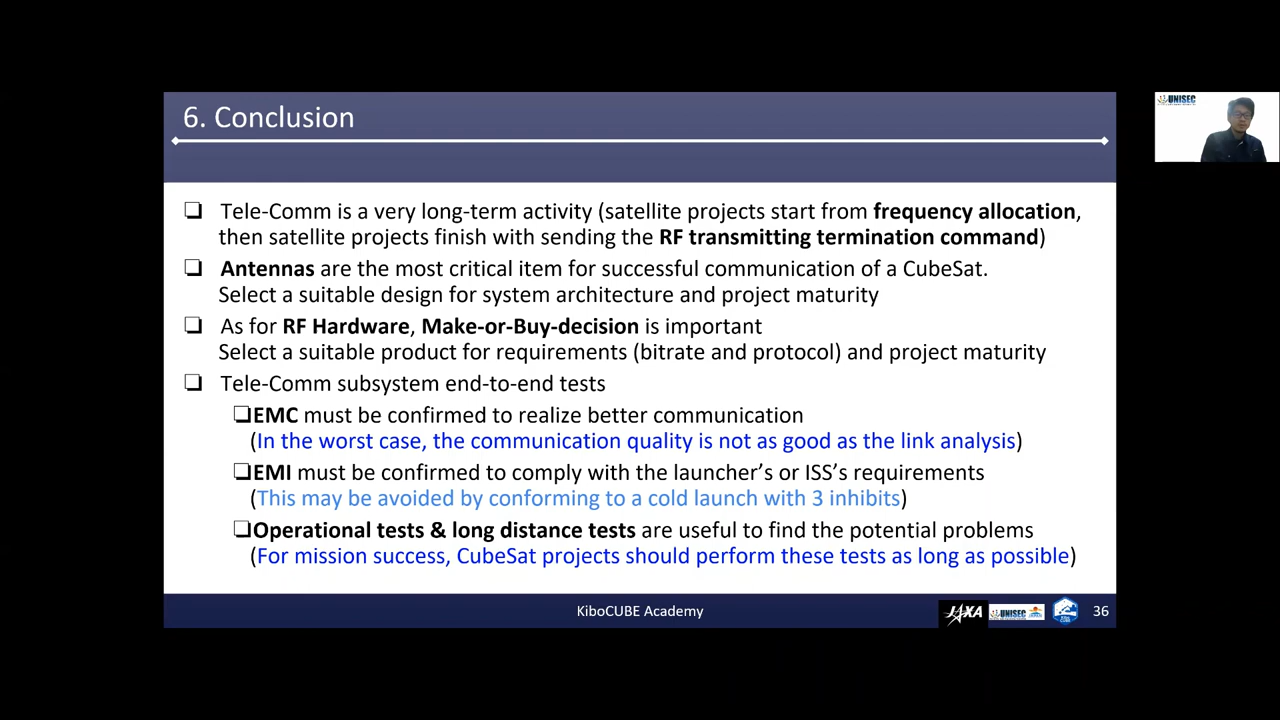 6. Conclusion
UNISEC
❑ Tele-Comm is a very long-term activity (satellite projects start from frequency allocation,
then satellite projects finish with sending the RF transmitting termination command)
❑ Antennas are the most critical item for successful communication of a CubeSat.
Select a suitable design for system architecture and project maturity
❑ As for RF Hardware, Make-or-Buy-decision is important
Select a suitable product for requirements (bitrate and protocol) and project maturity
❑ Tele-Comm subsystem end-to-end tests
❑EMC must be confirmed to realize better communication
(In the worst case, the communication quality is not as good as the link analysis)
❑EMI must be confirmed to comply with the launcher's or ISS's requirements
(This may be avoided by conforming to a cold launch with 3 inhibits)
❑Operational tests & long distance tests are useful to find the potential problems
(For mission success, CubeSat projects should perform these tests as long as possible)
KiboCUBE Academy
JAXA
UNISEC
36